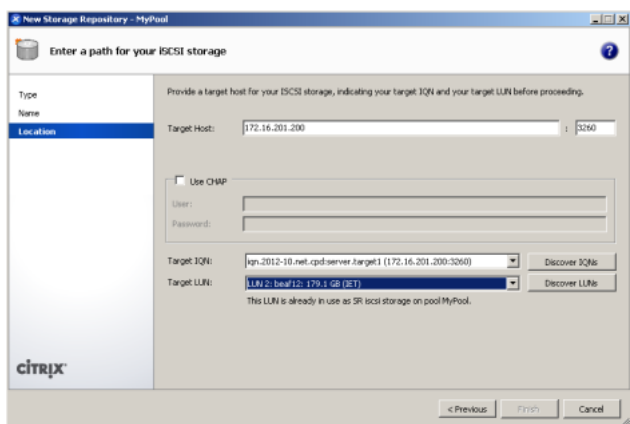 New Storage Repository - MyPool
Enter a path for your iSCSI storage
Type
Name
Location
Provide a target host for your iSCSI storage, indicating your target IQN and your target LUN before proceeding.
Target Host: 172.16.201.200 : 3260
Use CHAP
User:
Password:
Target IQN: iqn.2012-10.net.cpd:server.target1 (172.16.201.200:3260) Discover IQNs
Target LUN: LUN 2: beaf12: 179.1 GB (IET) Discover LUNs
This LUN is already in use as SR iscsi storage on pool MyPool.
CITRIX
< Previous Finish Cancel